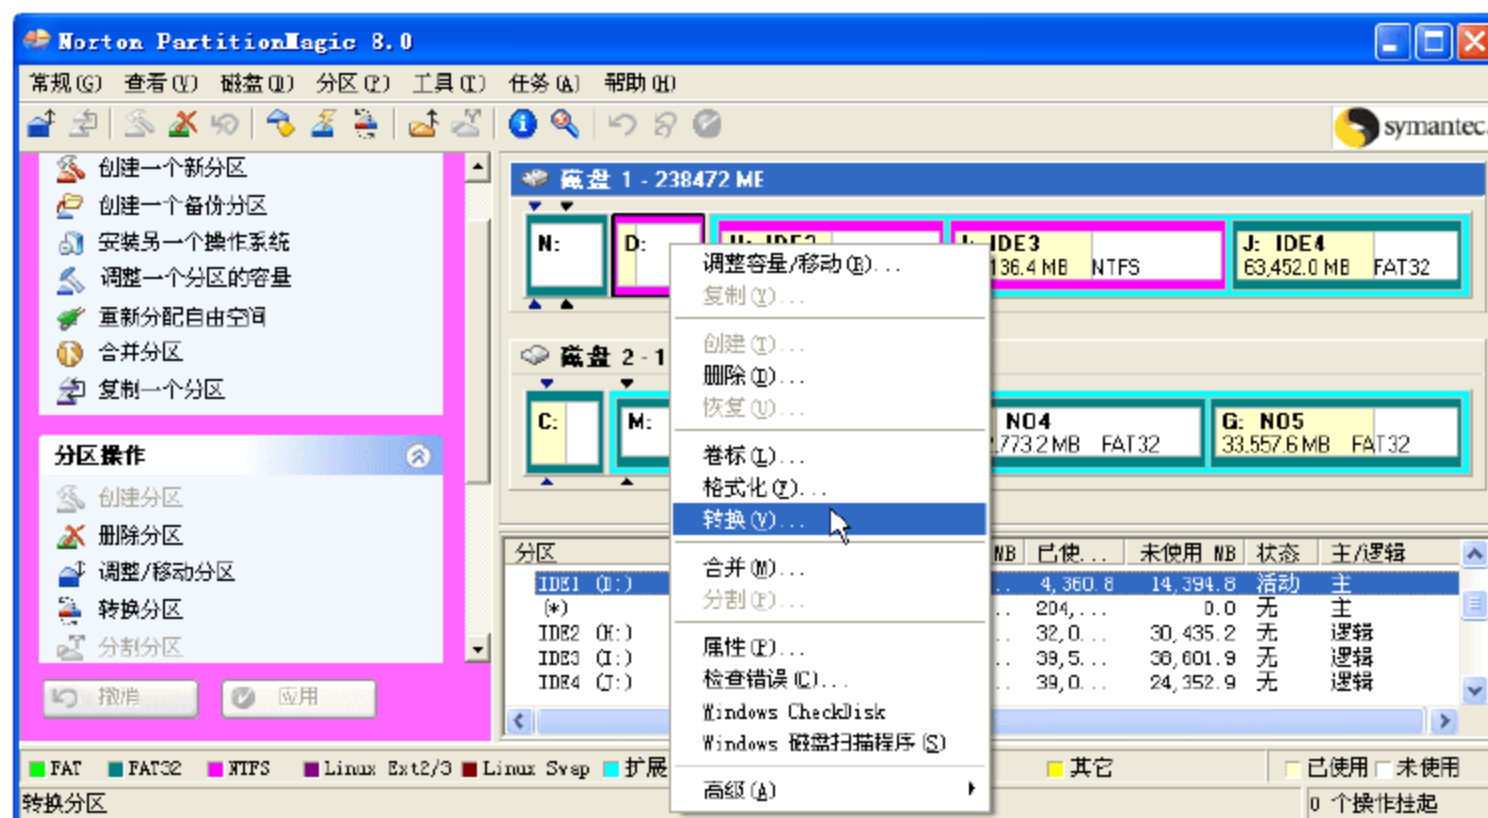 Norton PartitionMagic 8.0
常规(G) 查看(V) 磁盘(D) 分区(P) 工具(T) 任务(A) 帮助(H)
symantec.
创建一个新分区
创建一个备份分区
安装另一个操作系统
调整一个分区的容量
重新分配自由空间
合并分区
复制一个分区
分区操作
创建分区
删除分区
调整/移动分区
转换分区
分割分区
撤消 应用
磁盘 1 - 238472 MB
N: D: IDE3 J: IDE4
136.4 MB NTFS 63,452.0 MB FAT32
磁盘 2 - 1
C: M: NO4 G: NO5
773.2 MB FAT32 33,557.6 MB FAT32
调整容量/移动(R)...
复制(Y)...
创建(T)...
删除(D)...
恢复(U)...
卷标(L)...
格式化(F)...
转换(V)...
合并(M)...
分割(P)...
属性(P)...
检查错误(C)...
Windows CheckDisk
Windows 磁盘扫描程序(S)
高级(A)
分区 MB 已使... 未使用 MB 状态 主/逻辑
IDE1 (D:) ... 4,360.8 14,394.8 活动 主
(*) ... 204,... 0.0 无 主
IDE2 (H:) ... 32,0... 30,435.2 无 逻辑
IDE3 (I:) ... 39,5... 38,801.9 无 逻辑
IDE4 (J:) ... 39,0... 24,352.9 无 逻辑
FAT FAT32 NTFS Linux Ext2/3 Linux Swap 扩展 其它 已使用 未使用
转换分区 0 个操作挂起